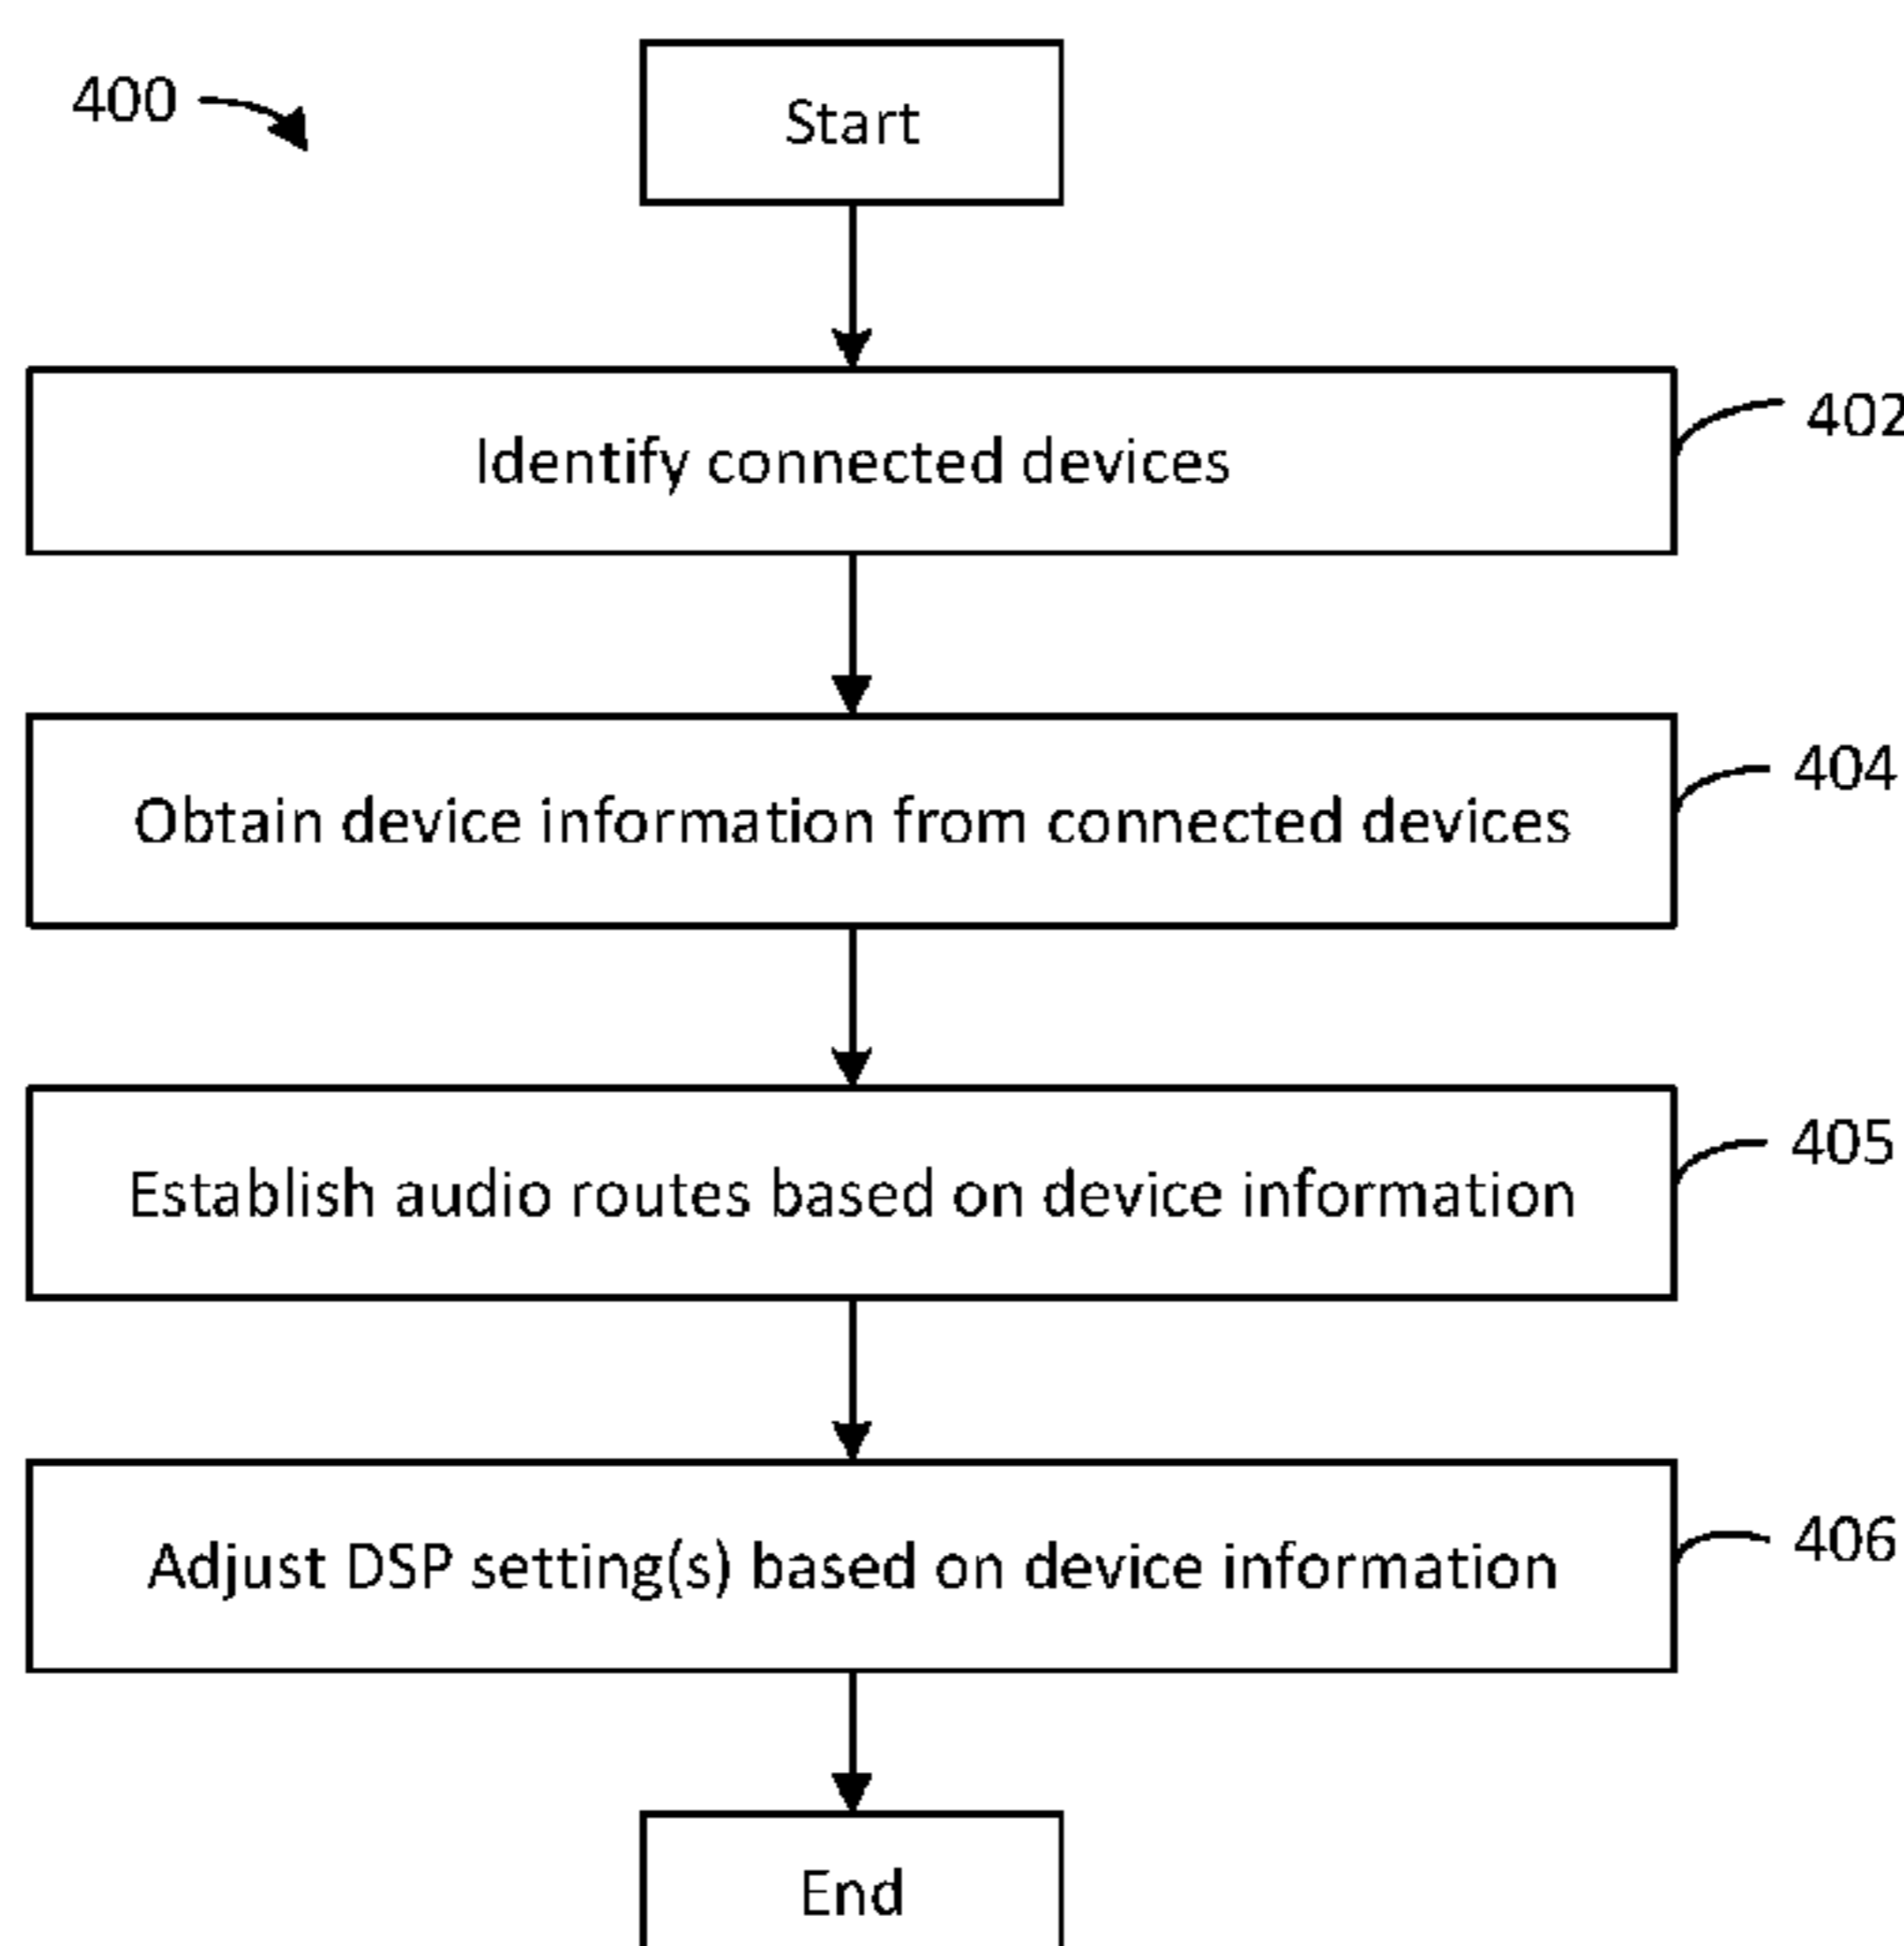 400
Start
Identify connected devices
402
Obtain device information from connected devices
404
Establish audio routes based on device information
405
Adjust DSP setting(s) based on device information
406
End